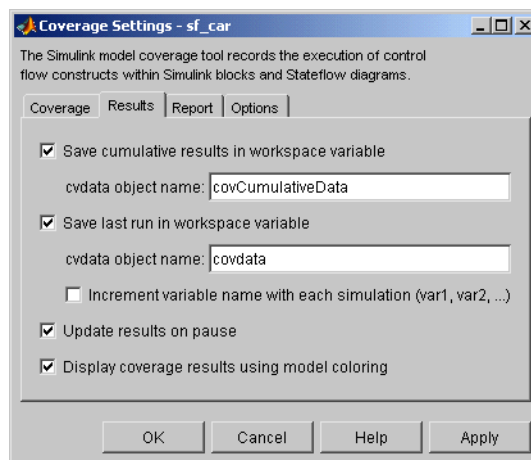 Coverage Settings - sf_car
The Simulink model coverage tool records the execution of control
flow constructs within Simulink blocks and Stateflow diagrams.
Coverage Results Report Options
Save cumulative results in workspace variable
cvdata object name: covCumulativeData
Save last run in workspace variable
cvdata object name: covdata
Increment variable name with each simulation (var1, var2, ...)
Update results on pause
Display coverage results using model coloring
OK Cancel Help Apply